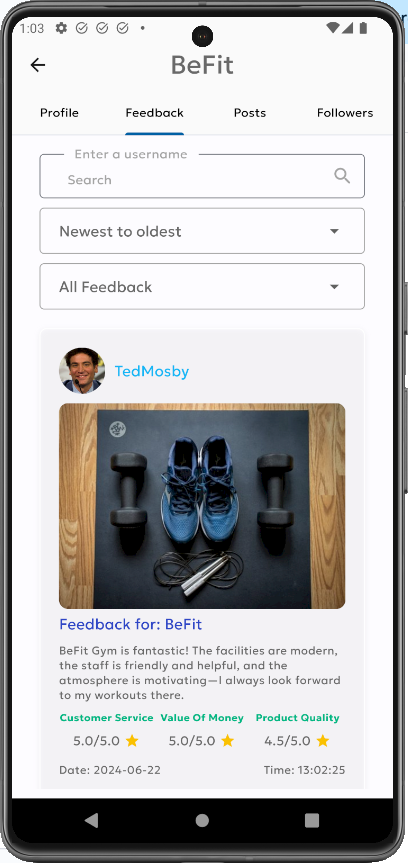 1:03
BeFit
Profile Feedback Posts Followers
Enter a username
Search
Newest to oldest
All Feedback
TedMosby
Feedback for: BeFit
BeFit Gym is fantastic! The facilities are modern,
the staff is friendly and helpful, and the
atmosphere is motivating—I always look forward
to my workouts there.
Customer Service Value Of Money Product Quality
5.0/5.0 5.0/5.0 4.5/5.0
Date: 2024-06-22 Time: 13:02:25